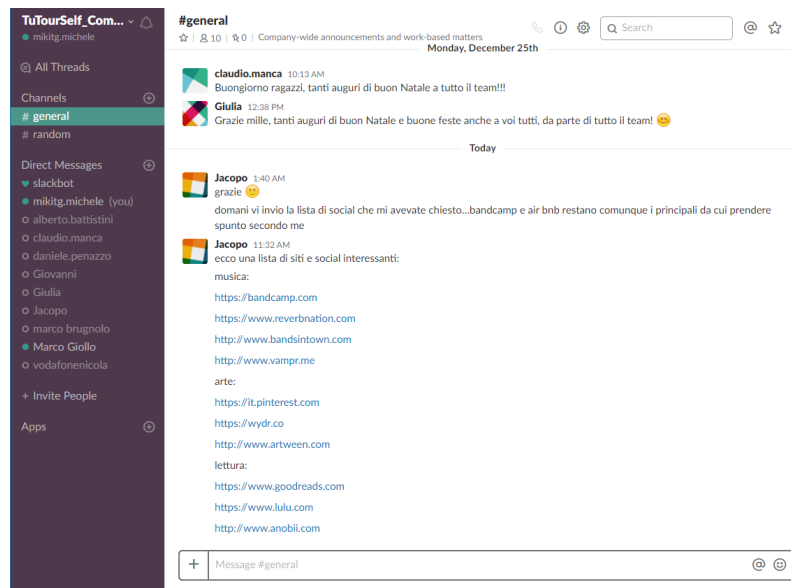 TuTourSelf_Com...
mikitg.michele
All Threads
Channels
# general
# random
Direct Messages
slackbot
mikitg.michele (you)
alberto.battistini
claudio.manca
daniele.penazzo
Giovanni
Giulia
Jacopo
marco brugnolo
Marco Giollo
vodafonenicola
+ Invite People
Apps
#general
10 | 0 | Company-wide announcements and work-based matters
Search
Monday, December 25th
claudio.manca 10:13 AM
Buongiorno ragazzi, tanti auguri di buon Natale a tutto il team!!!
Giulia 12:38 PM
Grazie mille, tanti auguri di buon Natale e buone feste anche a voi tutti, da parte di tutto il team!
Today
Jacopo 1:40 AM
grazie
domani vi invio la lista di social che mi avevate chiesto...bandcamp e air bnb restano comunque i principali da cui prendere
spunto secondo me
Jacopo 11:32 AM
ecco una lista di siti e social interessanti:
musica:
https://bandcamp.com
https://www.reverbnation.com
http://www.bandsintown.com
http://www.vampr.me
arte:
https://it.pinterest.com
https://wydr.co
http://www.artween.com
lettura:
https://www.goodreads.com
https://www.lulu.com
http://www.anobii.com
Message #general